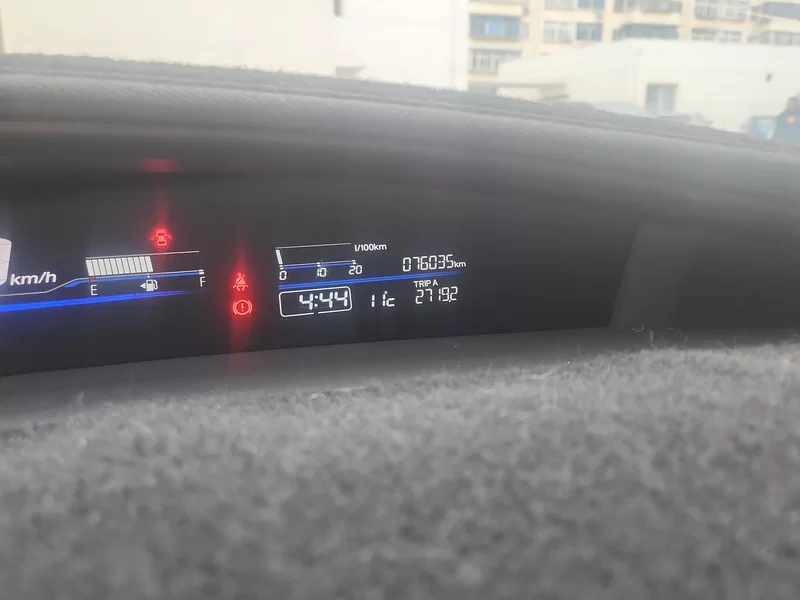 km/h
E F
l/100km
0 10 20
076035km
4:44 11c
TRIP A
2719.2